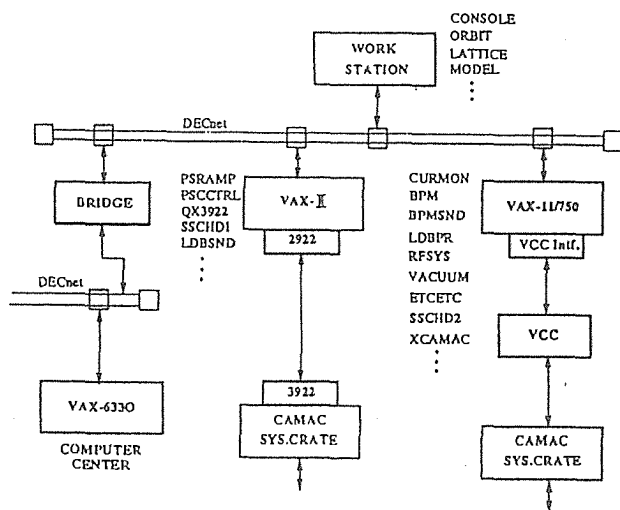 CONSOLE
ORBIT
LATTICE
MODEL
WORK
STATION
DECnet
BRIDGE
DECnet
VAX-633O
COMPUTER
CENTER
PSRAMP
PSCCTRL
QX3922
SSCHD1
LDBSND
VAX-II
2922
3922
CAMAC
SYS.CRATE
CURMON
BPM
BPMSND
LDBPR
RFSYS
VACUUM
ETCETC
SSCHD2
XCAMAC
VAX-11/750
VCC Intf.
VCC
CAMAC
SYS.CRATE